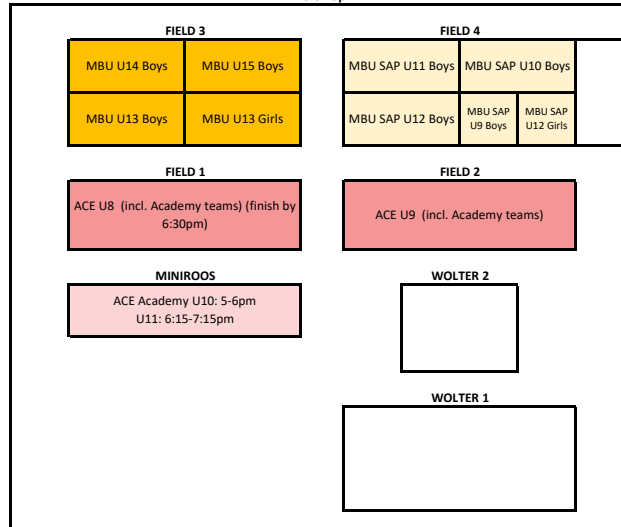 FIELD 3
FIELD 4
MBU U14 Boys
MBU U15 Boys
MBU SAP U11 Boys
MBU SAP U10 Boys
MBU U13 Boys
MBU U13 Girls
MBU SAP U12 Boys
MBU SAP
U9 Boys
MBU SAP
U12 Girls
FIELD 1
FIELD 2
ACE U8 (incl. Academy teams) (finish by
6:30pm)
ACE U9 (incl. Academy teams)
MINIROOS
WOLTER 2
ACE Academy U10: 5-6pm
U11: 6:15-7:15pm
WOLTER 1